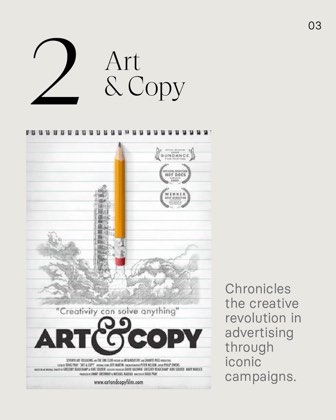 03
2
Art
& Copy
SUNDANCE
HOT DOCS
WINNER
"Creativity can solve anything"
ART&COPY
www.artandcopyfilm.com
Chronicles
the creative
revolution in
advertising
through
iconic
campaigns.